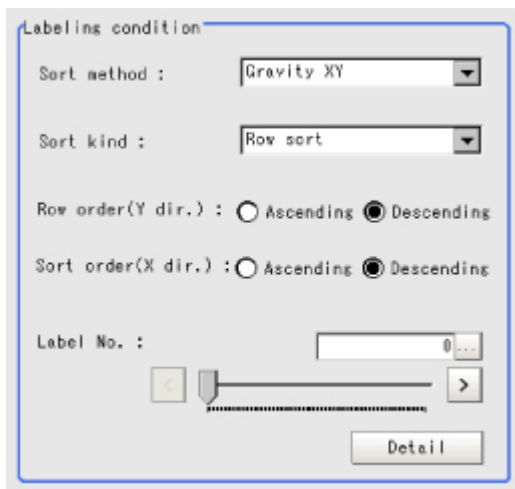 Labeling condition
Sort method : Gravity XY
Sort kind : Row sort
Row order(Y dir.) : Ascending Descending
Sort order(X dir.) : Ascending Descending
Label No. : 0 ...
< >
Detail